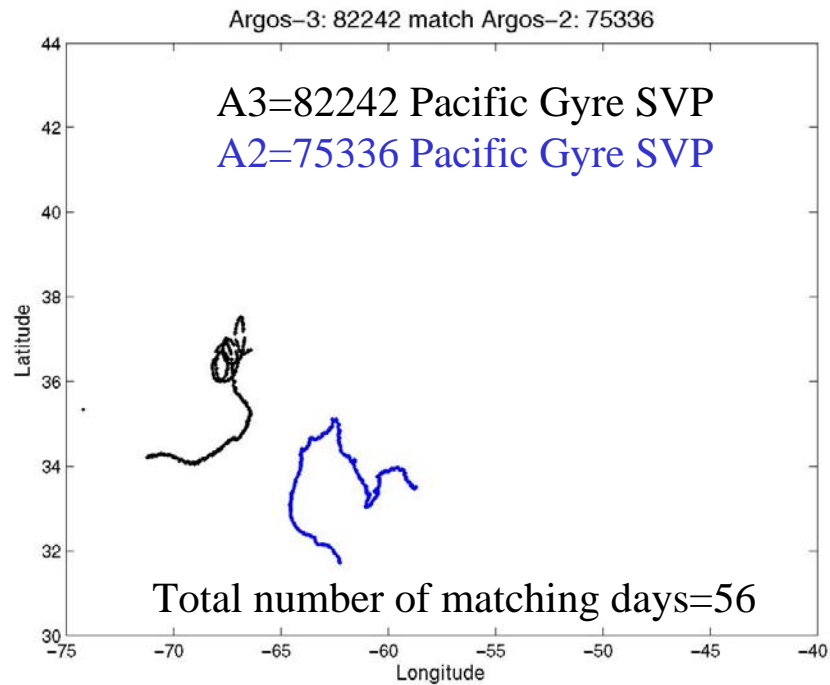 Argos-3: 82242 match Argos-2: 75336
A3=82242 Pacific Gyre SVP
A2=75336 Pacific Gyre SVP
44
42
40
38
36
34
32
30
Latitude
Total number of matching days=56
-75 -70 -65 -60 -55 -50 -45 -40
Longitude